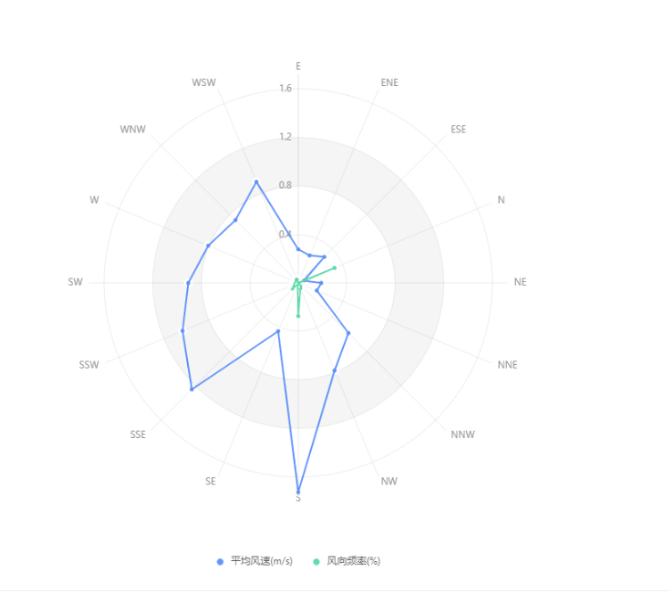 E
WSW
ENE
1.6
WNW
ESE
1.2
0.8
W
N
0.4
SW
NE
SSW
NNE
SSE
NNW
SE
NW
S
平均风速(m/s)
风向频率(%)